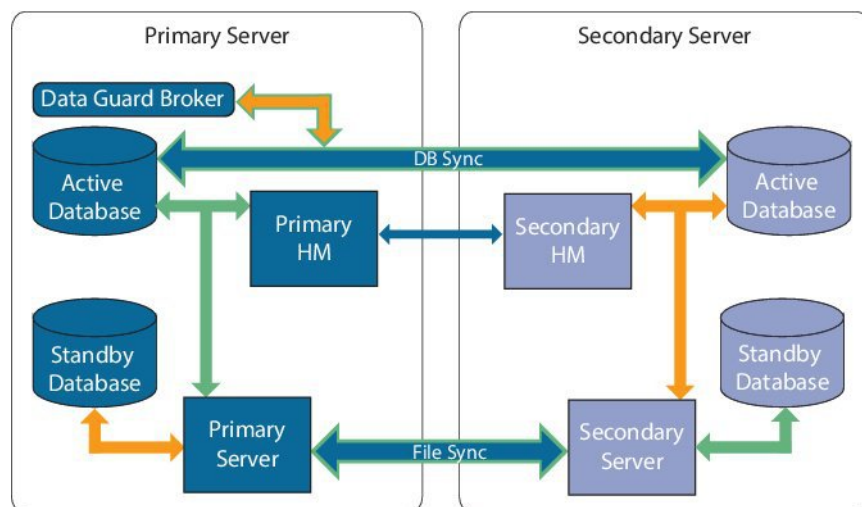 Primary Server
Secondary Server
Data Guard Broker
DB Sync
Active
Database
Active
Database
Primary
HM
Secondary
HM
Standby
Database
Standby
Database
Primary
Server
File Sync
Secondary
Server